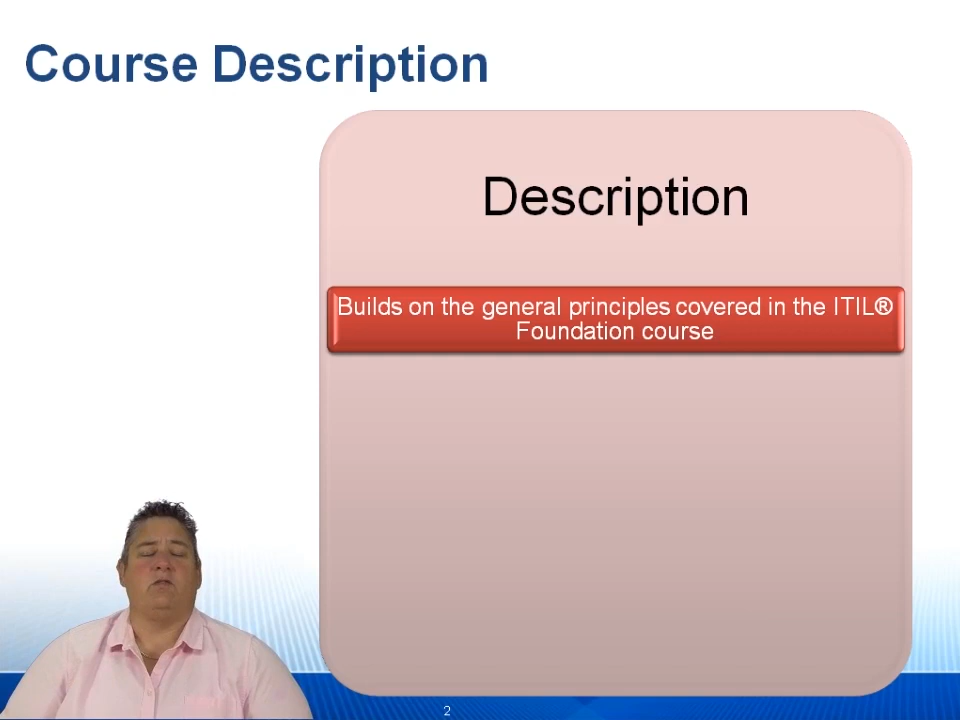 Course Description
Description
Builds on the general principles covered in the ITIL®
Foundation course
2